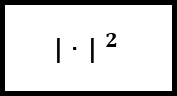 | · | ²